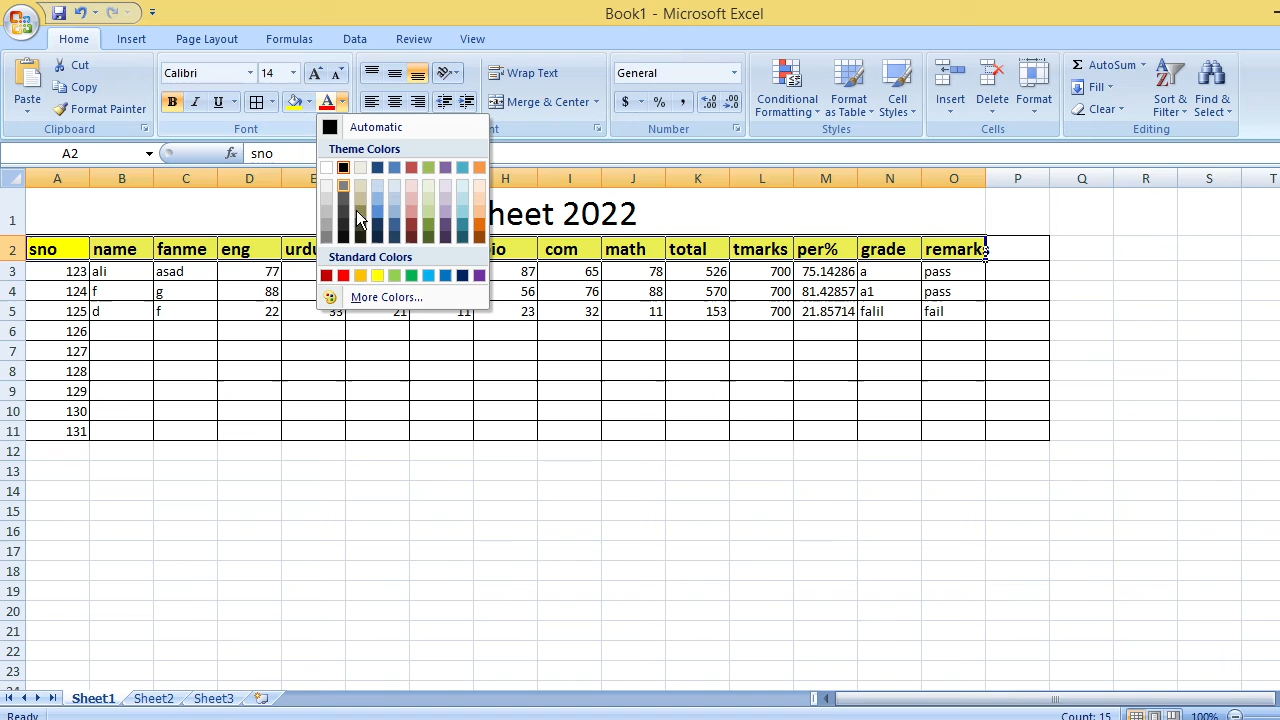 Book1 - Microsoft Excel
Home Insert Page Layout Formulas Data Review View
Paste Cut Copy Format Painter Clipboard
Calibri 14 B I U Font
Wrap Text Merge & Center
General $ % , Number
Conditional Formatting Format as Table Cell Styles Styles
Insert Delete Format Cells
AutoSum Fill Clear Sort & Filter Find & Select Editing
Automatic
Theme Colors
Standard Colors
More Colors...
A2 fx sno
A B C D E H I J K L M N O P Q R S T
1 heet 2022
2 sno name fanme eng urdu io com math total tmarks per% grade remark
3 123 ali asad 77 87 65 78 526 700 75.14286 a pass
4 124 f g 88 56 76 88 570 700 81.42857 a1 pass
5 125 d f 22 33 21 11 23 32 11 153 700 21.85714 falil fail
6 126
7 127
8 128
9 129
10 130
11 131
12
13
14
15
16
17
18
19
20
21
22
23
Sheet1 Sheet2 Sheet3
Ready Count: 15 100%